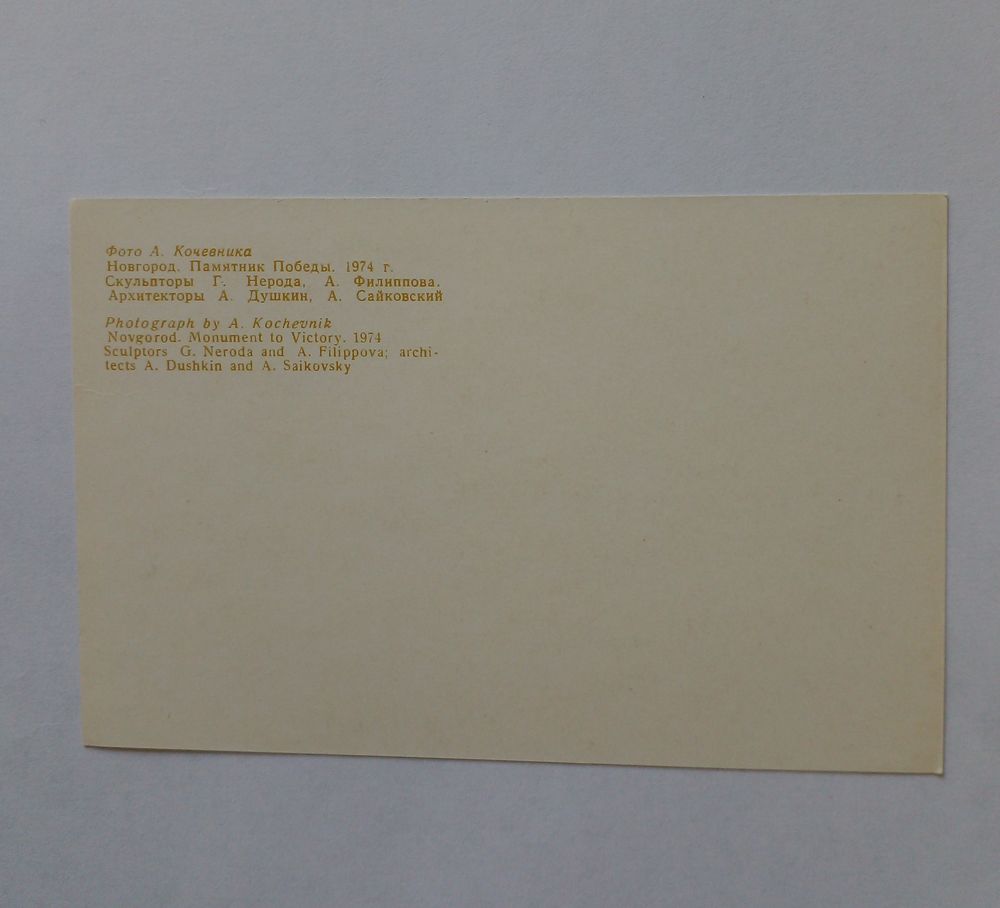 Фото А. Кочевника
Новгород. Памятник Победы. 1974 г.
Скульпторы Г. Нерода, А. Филиппова.
Архитекторы А. Душкин, А. Сайковский
Photograph by A. Kochevnik
Novgorod. Monument to Victory. 1974
Sculptors G. Neroda and A. Filippova; archi-
tects A. Dushkin and A. Saikovsky